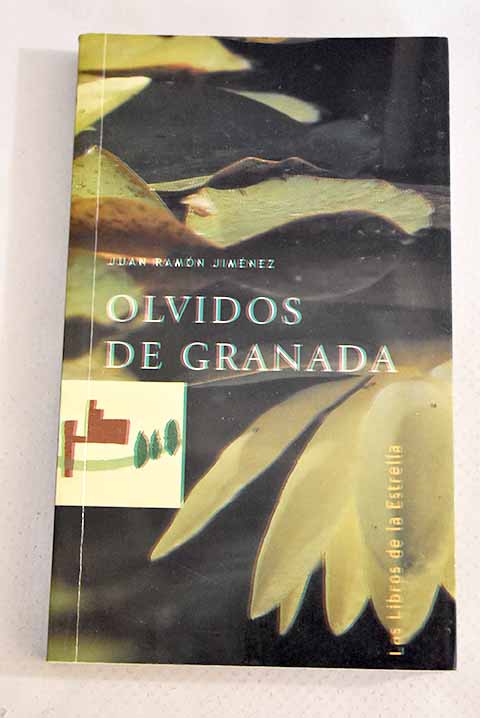 JUAN RAMÓN JIMÉNEZ
OLVIDOS
DE GRANADA
Los Libros de la Estrella